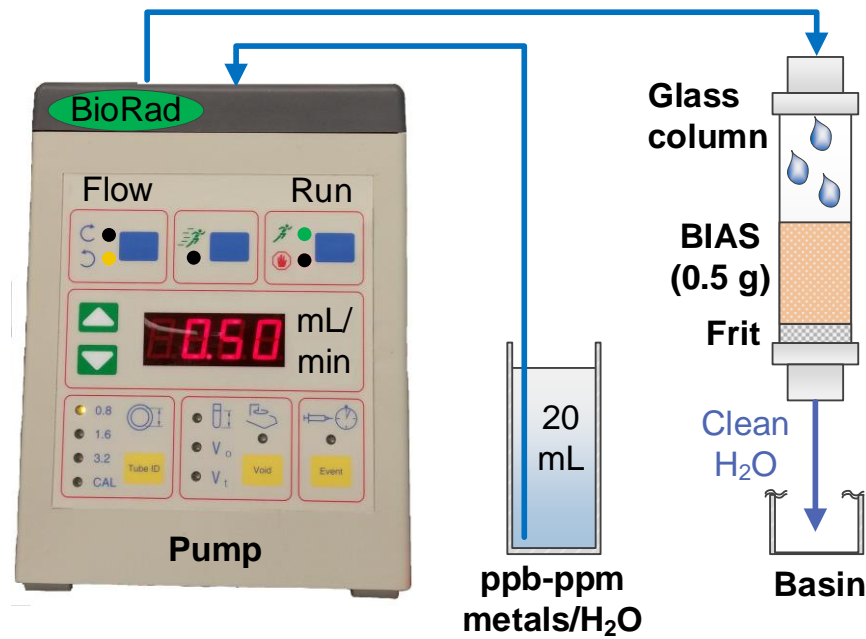 BioRad
Flow
Run
0.50
mL/
min
0.8
1.6
3.2
CAL
Tube ID
Vo
Vt
Void
Event
Pump
20
mL
ppb-ppm
metals/H₂O
Glass
column
BIAS
(0.5 g)
Frit
Clean
H₂O
Basin